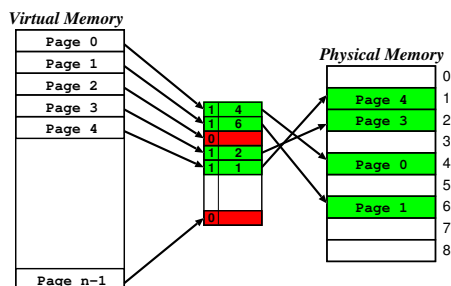 Virtual Memory
Page 0
Page 1
Page 2
Page 3
Page 4
Page n-1
1 4
1 6
0
1 2
1 1
0
Physical Memory
0
Page 4 1
Page 3 2
3
Page 0 4
5
Page 1 6
7
8